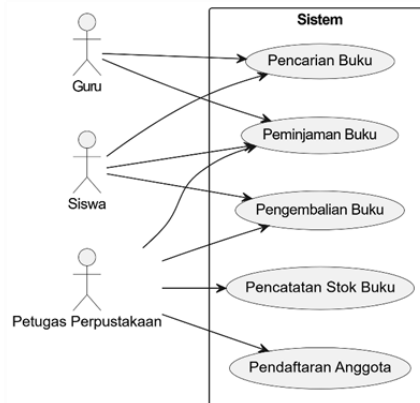 Sistem
Guru
Pencarian Buku
Siswa
Peminjaman Buku
Petugas Perpustakaan
Pengembalian Buku
Pencatatan Stok Buku
Pendaftaran Anggota